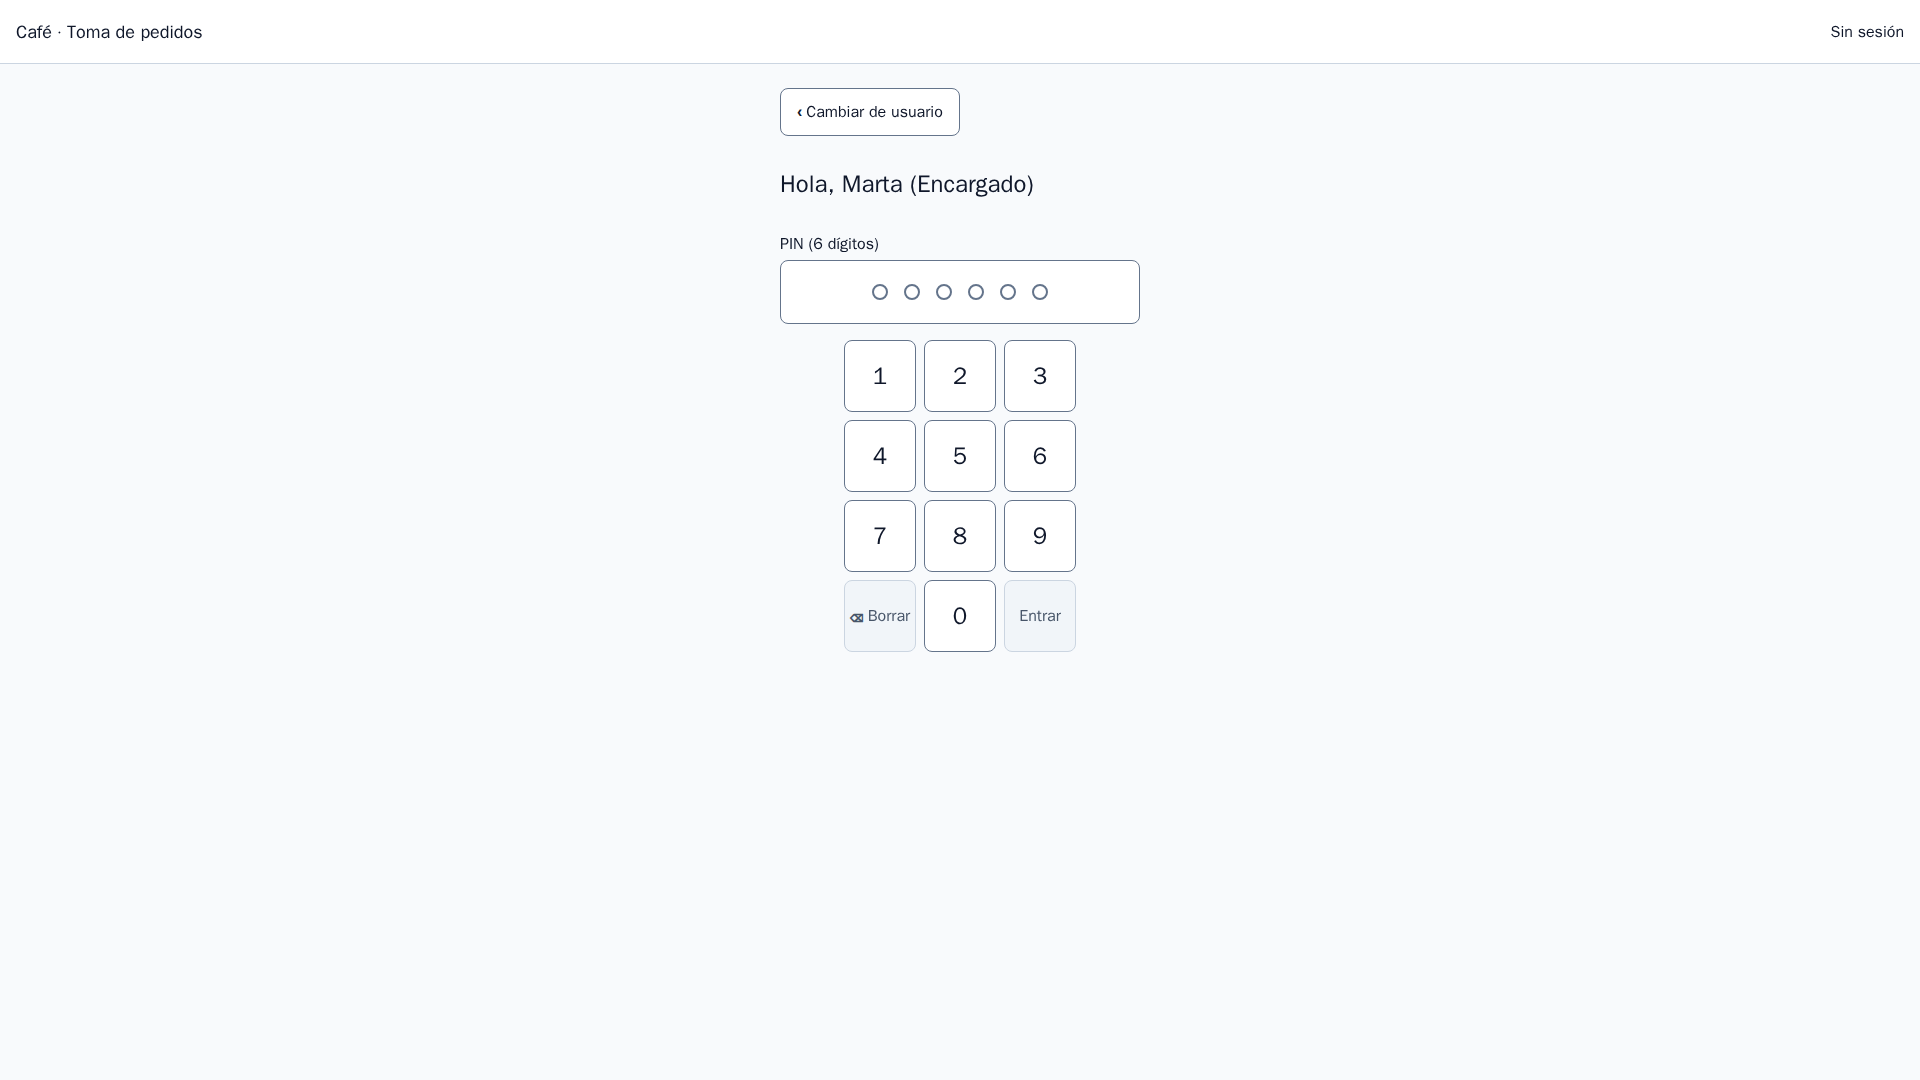 Café · Toma de pedidos
Sin sesión
‹ Cambiar de usuario
Hola, Marta (Encargado)
PIN (6 dígitos)
1 2 3
4 5 6
7 8 9
⌫ Borrar 0 Entrar